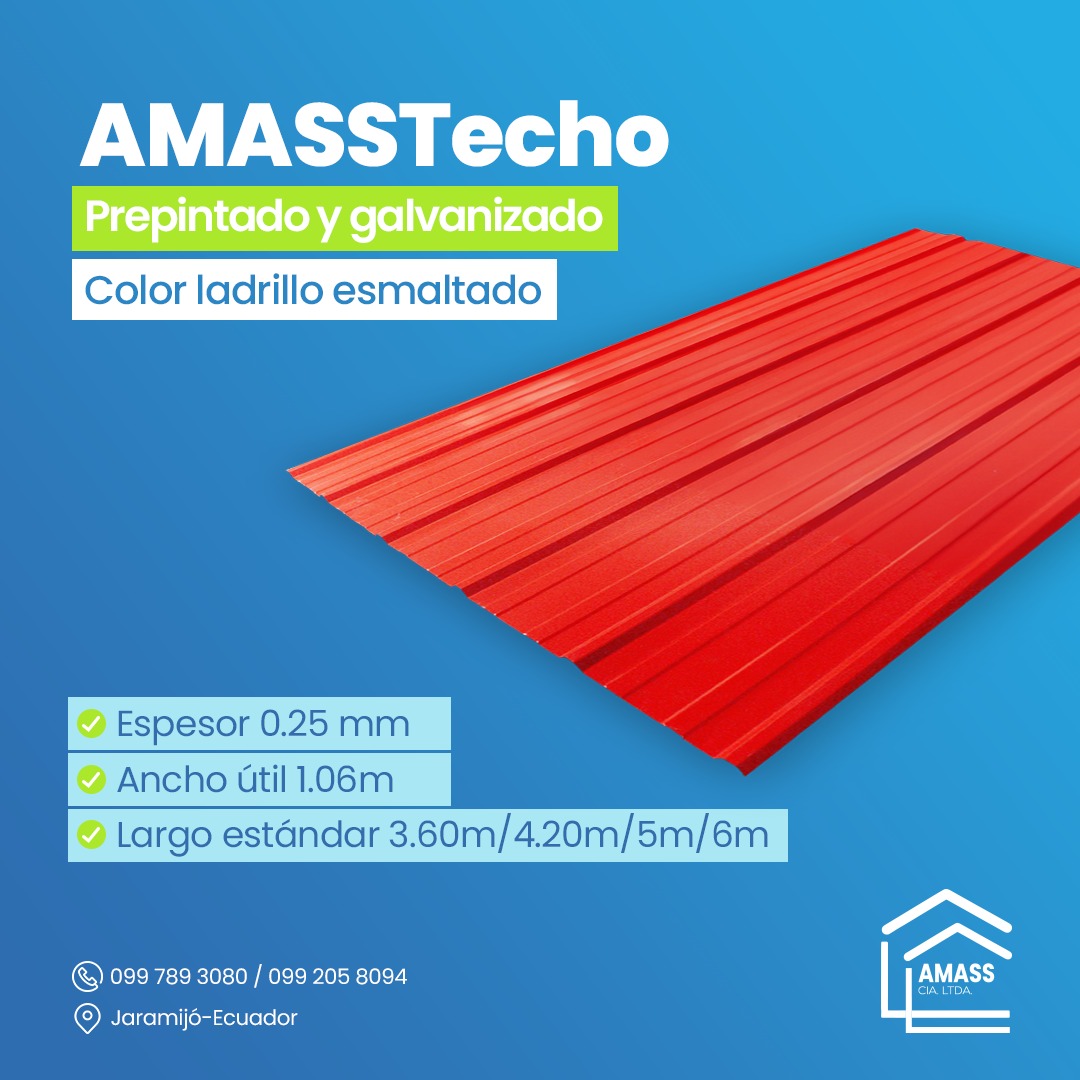 AMASSTecho
Prepintado y galvanizado
Color ladrillo esmaltado
Espesor 0.25 mm
Ancho útil 1.06m
Largo estándar 3.60m/4.20m/5m/6m
099 789 3080 / 099 205 8094
Jaramijó-Ecuador
AMASS
CIA. LTDA.